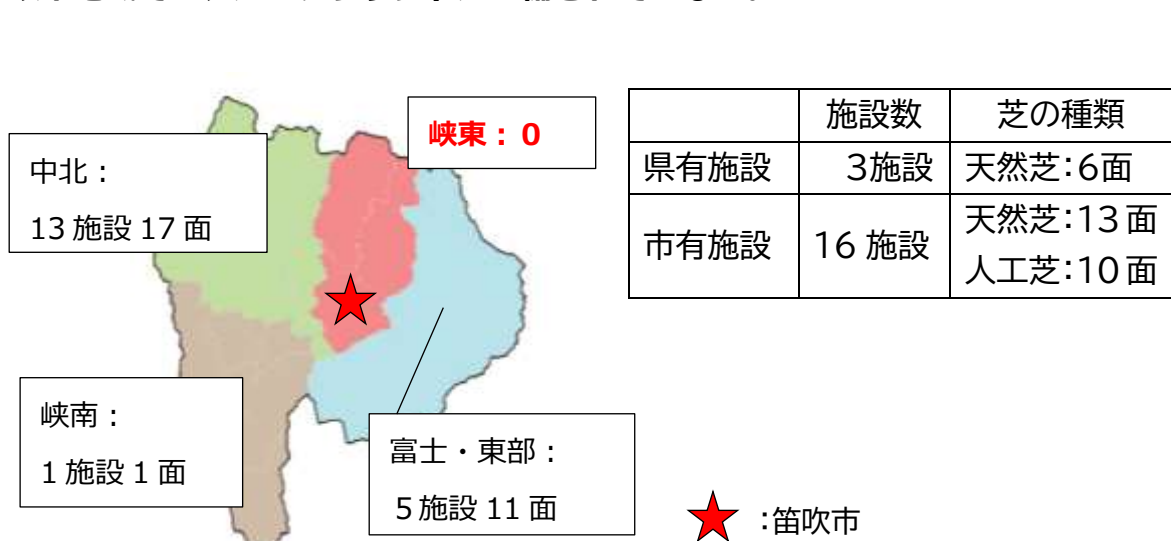 峡東：0
中北：
13 施設 17 面
峡南：
1 施設 1 面
富士・東部：
5 施設 11 面
施設数 芝の種類
県有施設 3施設 天然芝:6面
市有施設 16 施設 天然芝:13 面
人工芝:10 面
:笛吹市